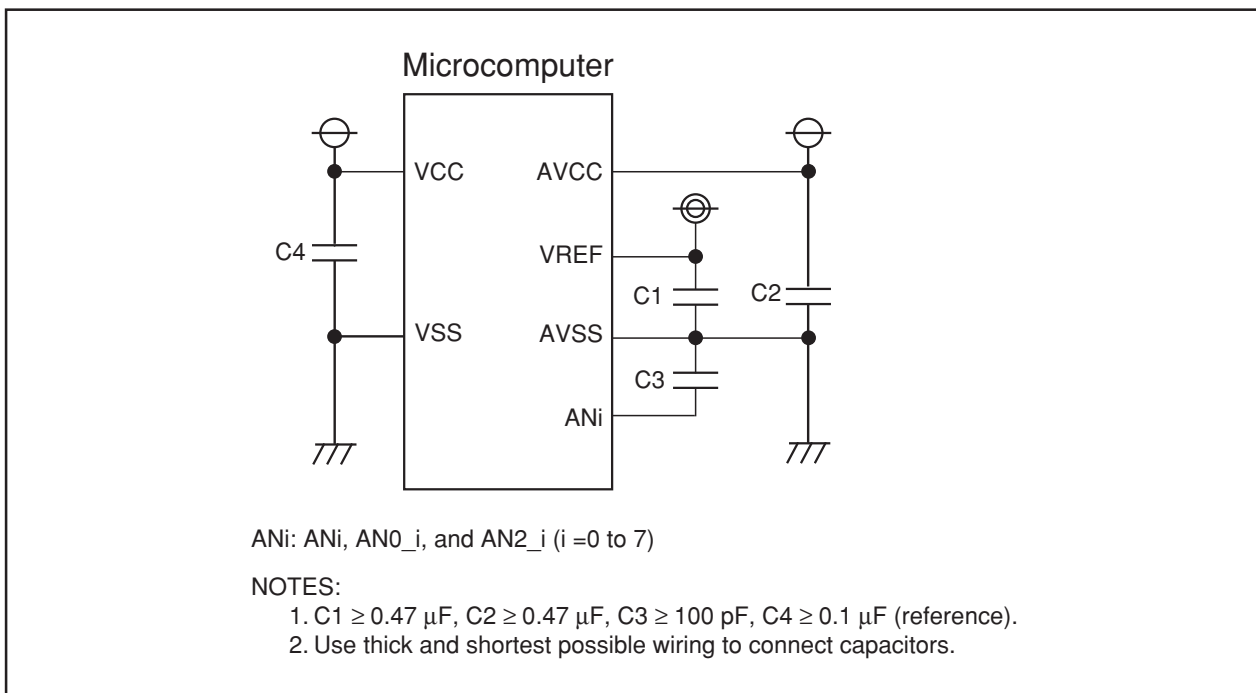 Microcomputer
VCC
AVCC
C4
VREF
C1
C2
VSS
AVSS
C3
ANi
ANi: ANi, AN0_i, and AN2_i (i =0 to 7)
NOTES:
1. C1 ≥ 0.47 μF, C2 ≥ 0.47 μF, C3 ≥ 100 pF, C4 ≥ 0.1 μF (reference).
2. Use thick and shortest possible wiring to connect capacitors.